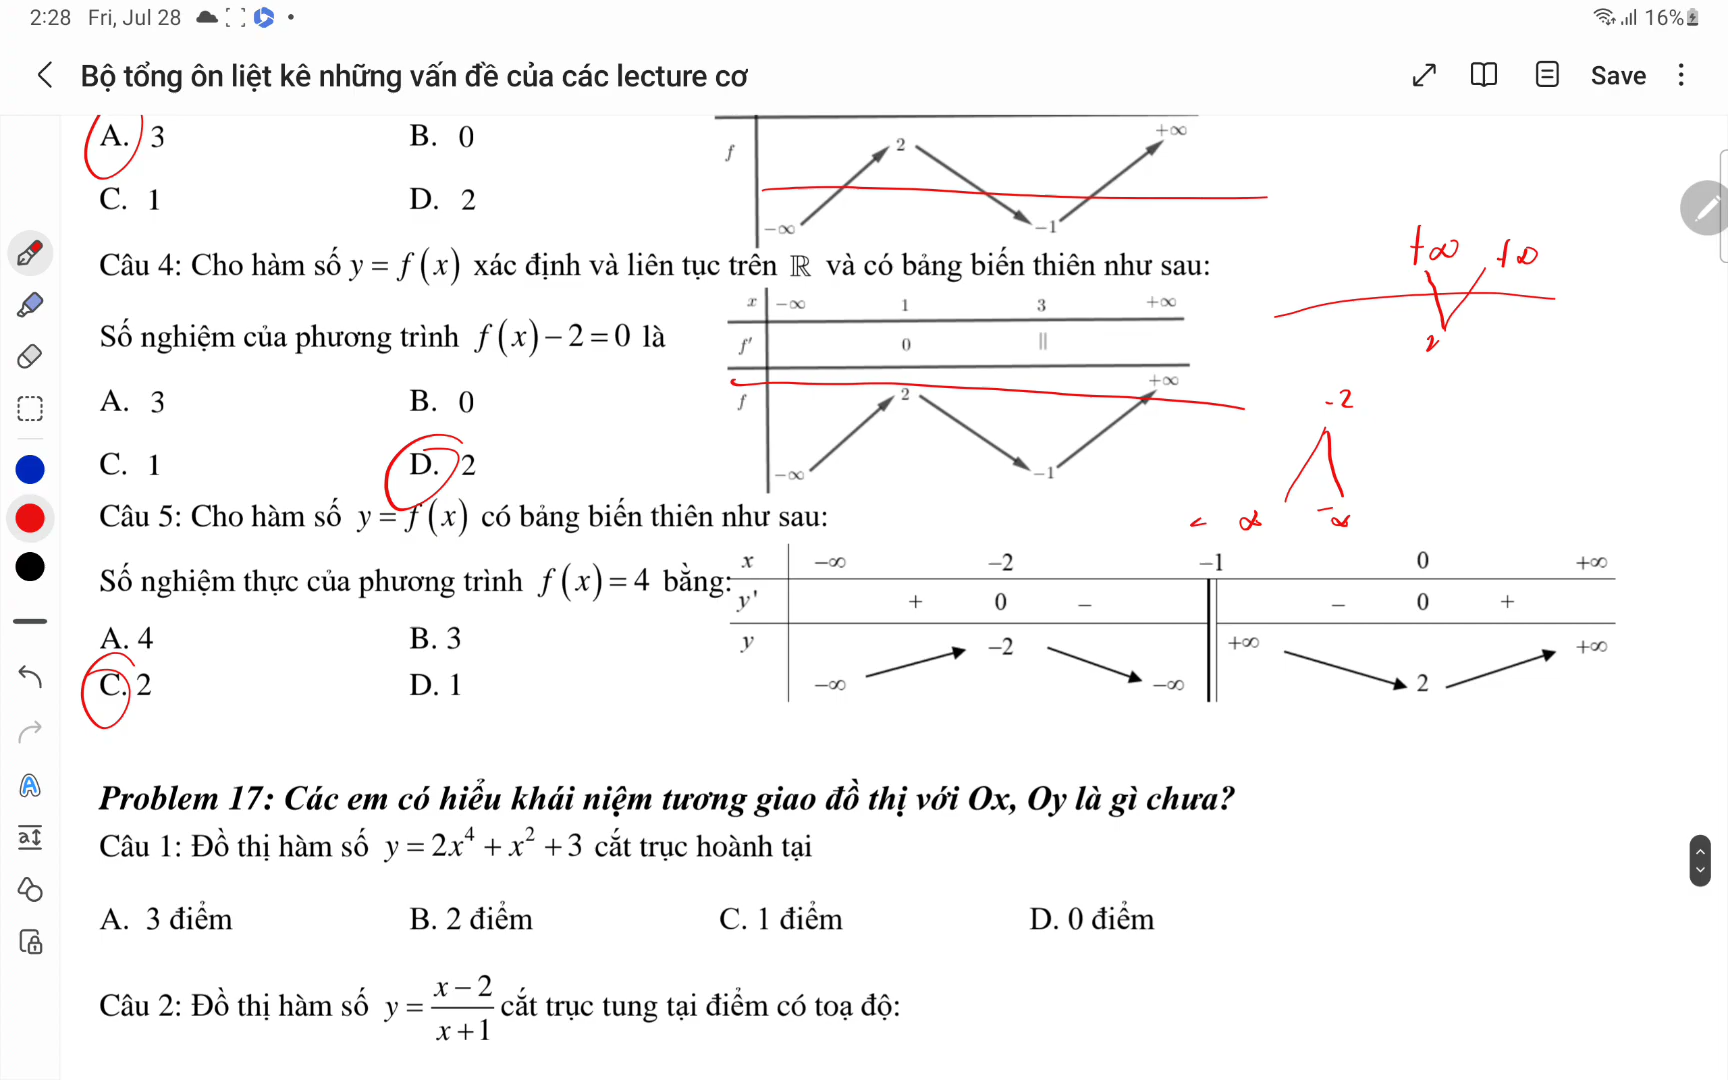 2:28 Fri, Jul 28
16%
Bộ tổng ôn liệt kê những vấn đề của các lecture cơ
Save
A. 3 B. 0
C. 1 D. 2
f 2 +∞
−∞ −1
Câu 4: Cho hàm số y = f(x) xác định và liên tục trên ℝ và có bảng biến thiên như sau:
Số nghiệm của phương trình f(x) − 2 = 0 là
x −∞ 1 3 +∞
f' 0 ||
f 2 +∞
−∞ −1
A. 3 B. 0
C. 1 D. 2
+∞ +∞
2
-2
-∞ -∞
Câu 5: Cho hàm số y = f(x) có bảng biến thiên như sau:
Số nghiệm thực của phương trình f(x) = 4 bằng:
x −∞ −2 −1 0 +∞
y' + 0 − − 0 +
y −2 +∞ +∞
−∞ −∞ 2
A. 4 B. 3
C. 2 D. 1
Problem 17: Các em có hiểu khái niệm tương giao đồ thị với Ox, Oy là gì chưa?
Câu 1: Đồ thị hàm số y = 2x⁴ + x² + 3 cắt trục hoành tại
A. 3 điểm B. 2 điểm C. 1 điểm D. 0 điểm
Câu 2: Đồ thị hàm số y = (x − 2)/(x + 1) cắt trục tung tại điểm có toạ độ: